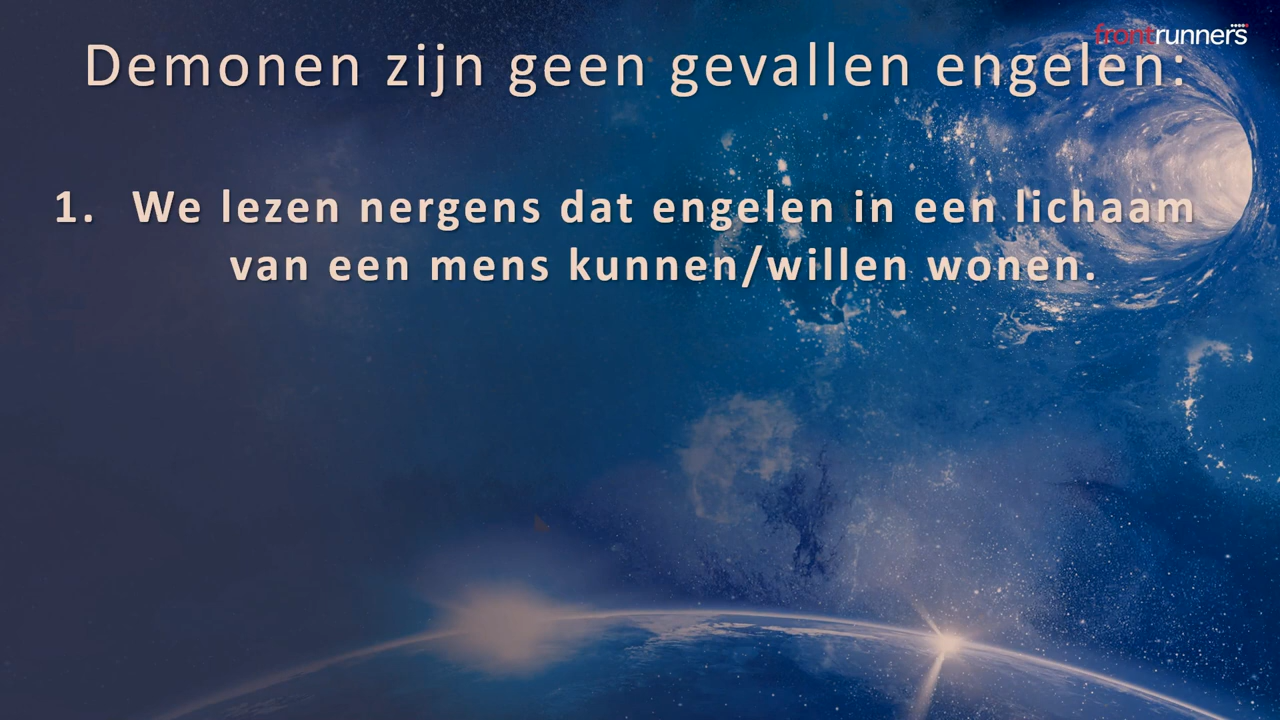 frontrunners
Demonen zijn geen gevallen engelen:
1. We lezen nergens dat engelen in een lichaam
van een mens kunnen/willen wonen.